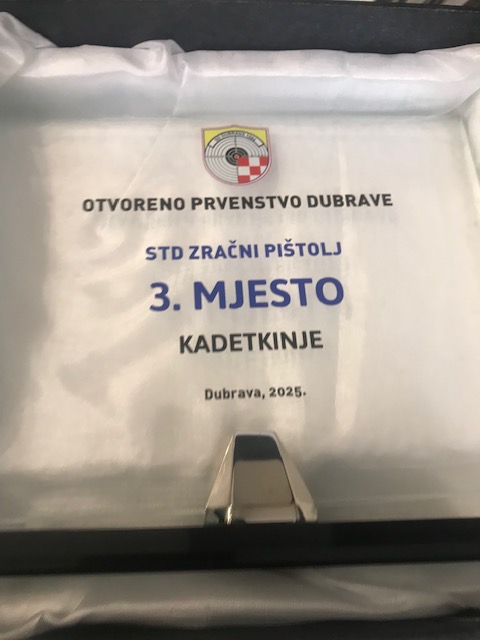 OTVORENO PRVENSTVO DUBRAVE
STD ZRAČNI PIŠTOLJ
3. MJESTO
KADETKINJE
Dubrava, 2025.